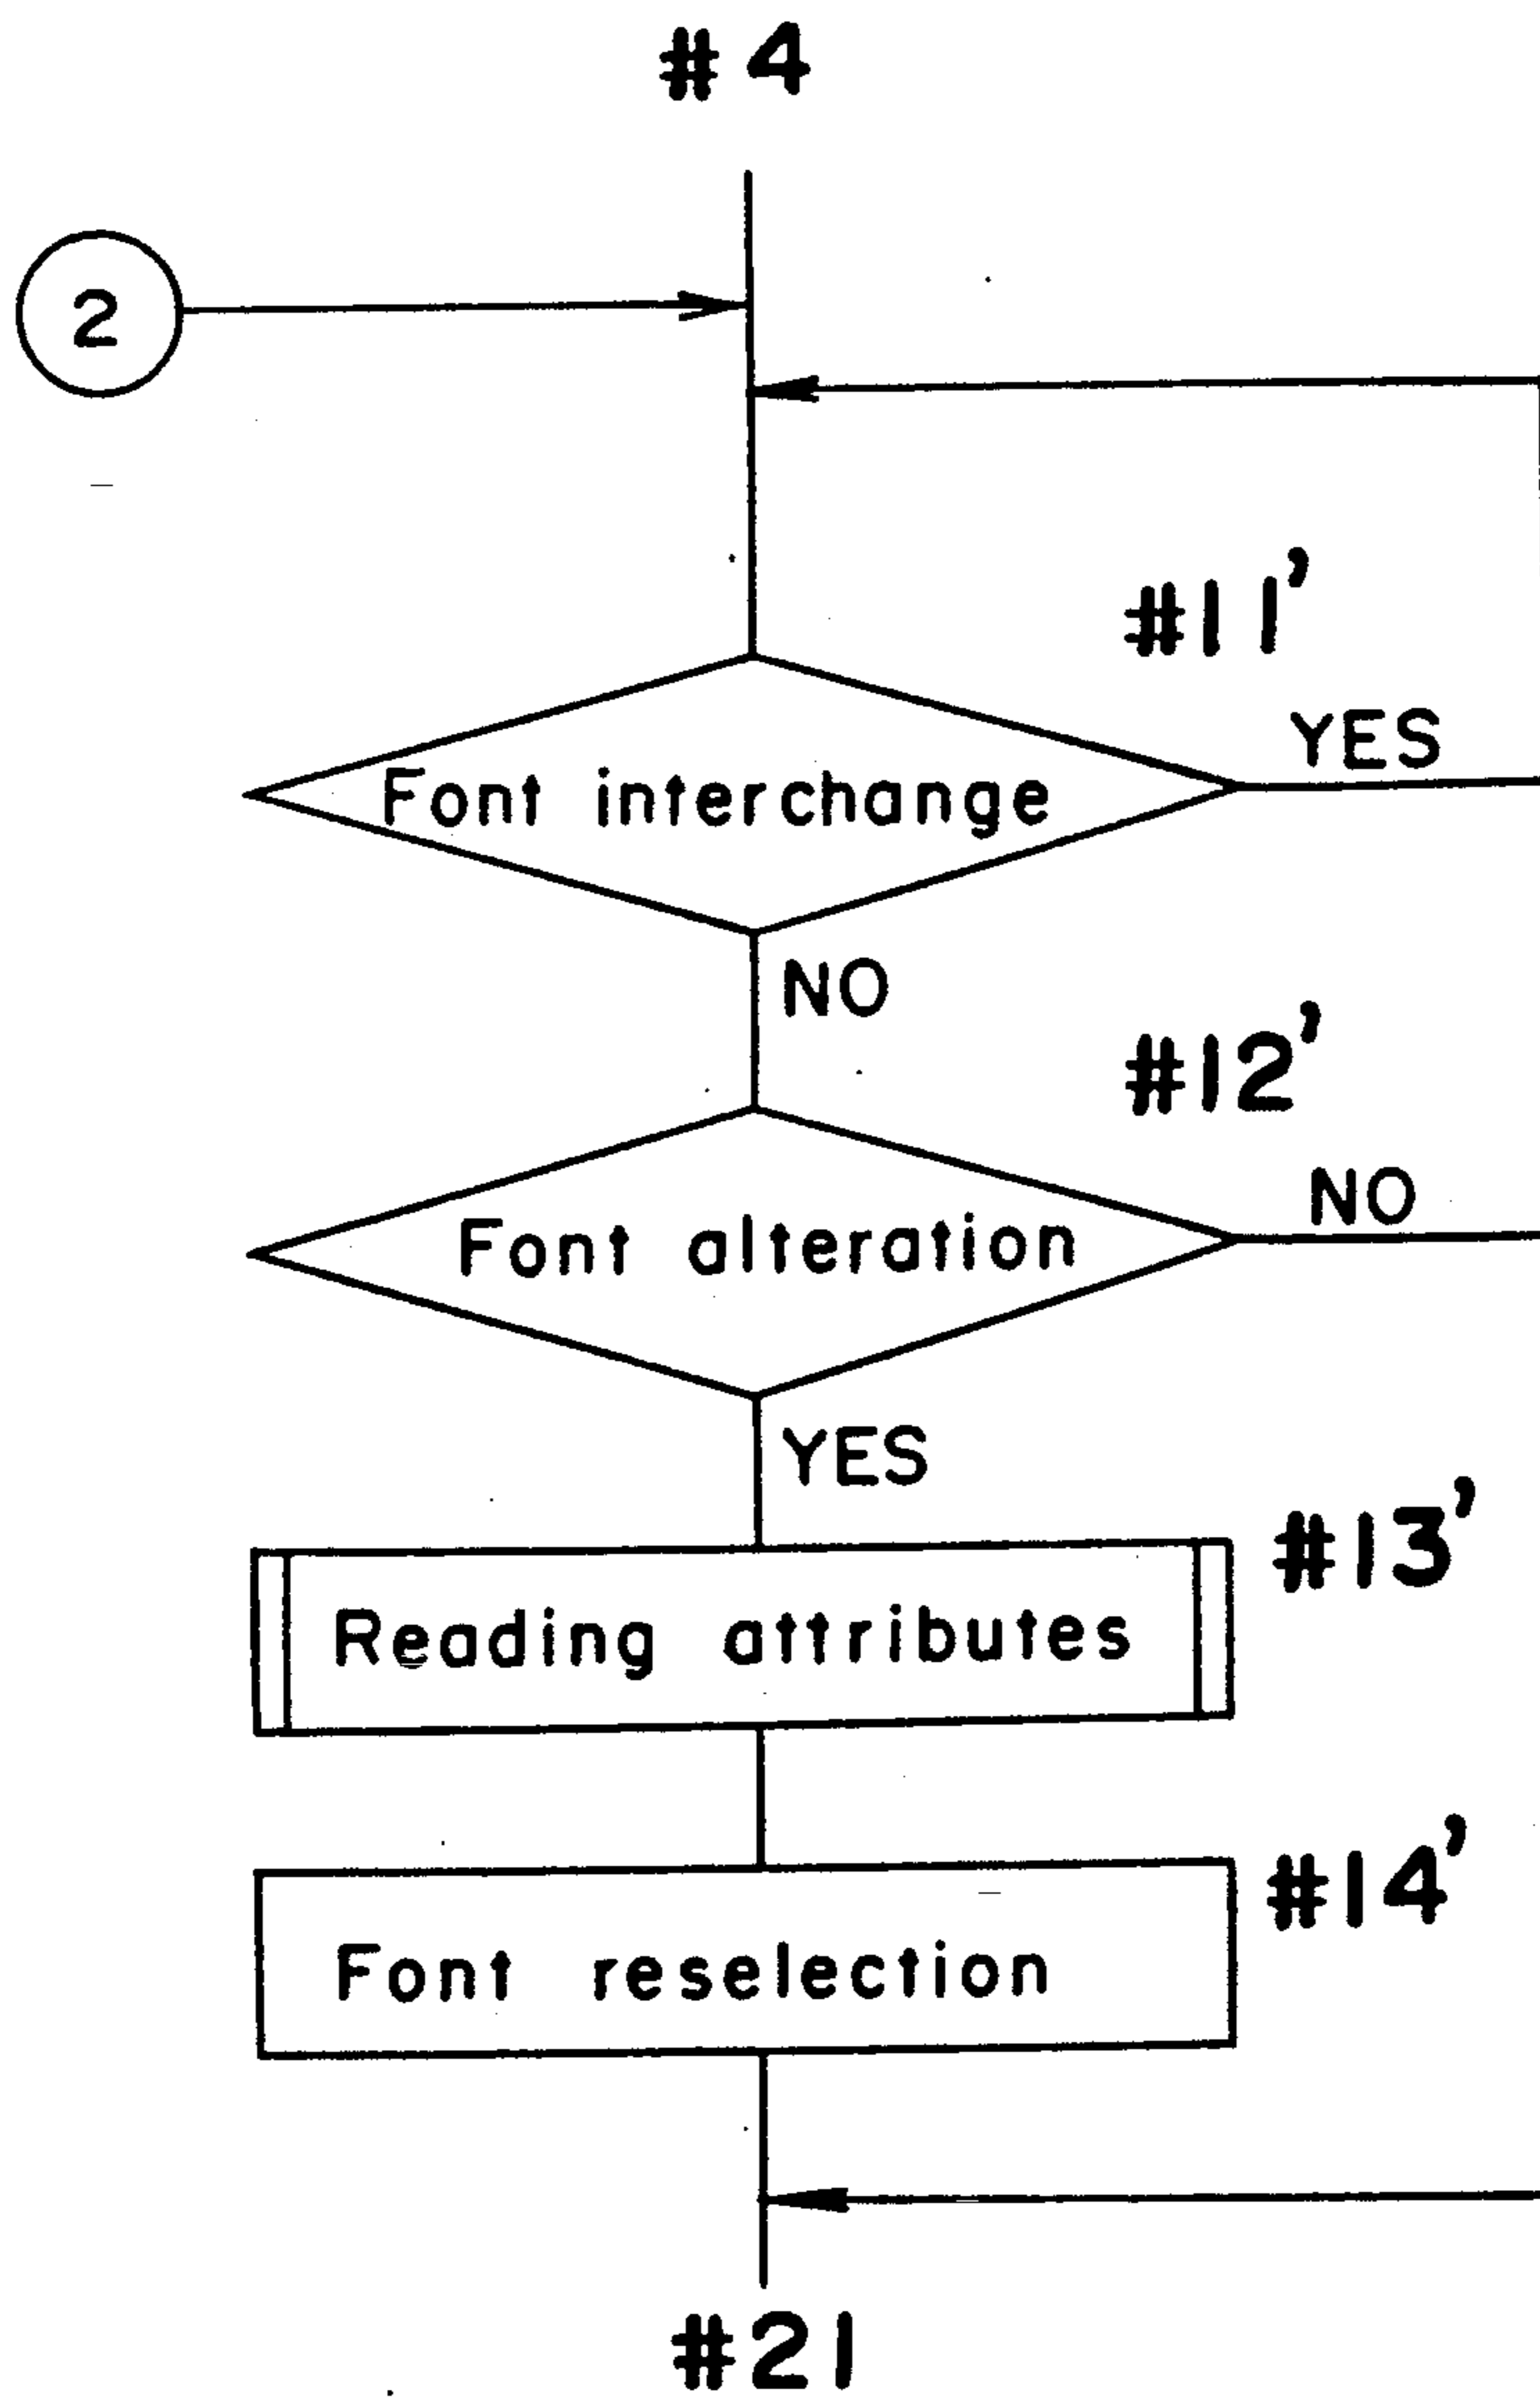 #4
2
#11'
YES
Font interchange
NO
#12'
NO
Font alteration
YES
#13'
Reading attributes
#14'
Font reselection
#21